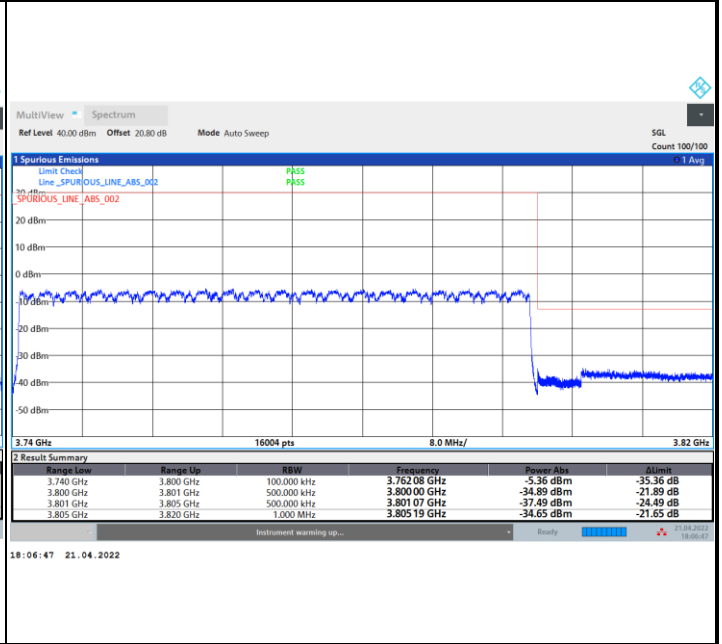 MultiView Spectrum
Ref Level 40.00 dBm Offset 20.80 dB Mode Auto Sweep SGL
Count 100/100
1 Spurious Emissions 1 Avg
Limit Check PASS
Line _SPURIOUS_LINE_ABS_002 PASS
30 dBm
_SPURIOUS_LINE_ABS_002
20 dBm
10 dBm
0 dBm
-10 dBm
-20 dBm
-30 dBm
-40 dBm
-50 dBm
3.74 GHz 16004 pts 8.0 MHz/ 3.82 GHz
2 Result Summary
Range Low Range Up RBW Frequency Power Abs ΔLimit
3.740 GHz 3.800 GHz 100.000 kHz 3.762 08 GHz -5.36 dBm -35.36 dB
3.800 GHz 3.801 GHz 500.000 kHz 3.800 00 GHz -34.89 dBm -21.89 dB
3.801 GHz 3.805 GHz 500.000 kHz 3.801 07 GHz -37.49 dBm -24.49 dB
3.805 GHz 3.820 GHz 1.000 MHz 3.805 19 GHz -34.65 dBm -21.65 dB
Instrument warming up... Ready 21.04.2022
18:06:47
18:06:47 21.04.2022